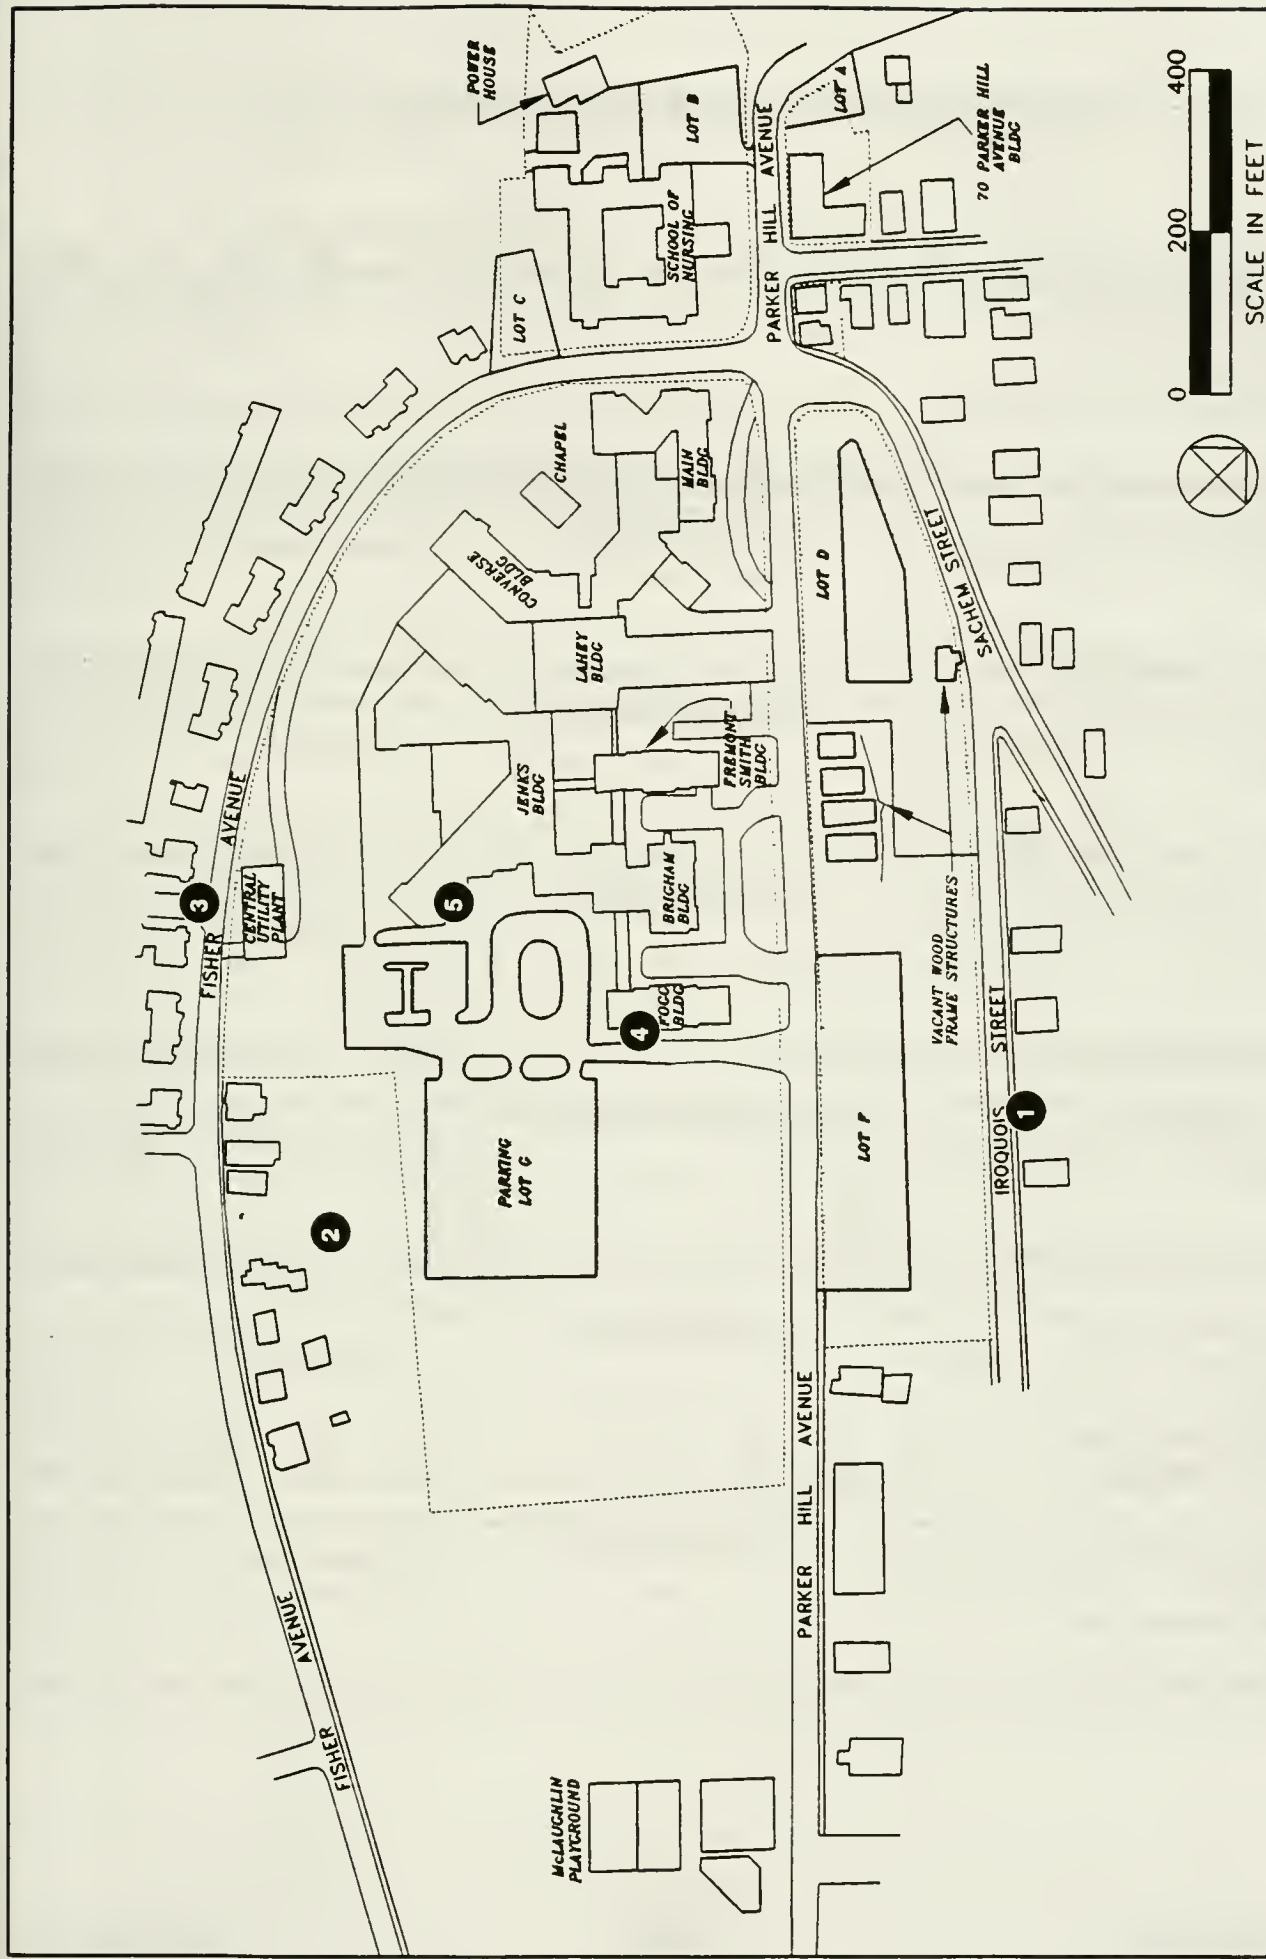 POWER
HOUSE
LOT B
LOT A
PARKER HILL AVENUE
70 PARKER HILL
AVENUE
BLDG
SCHOOL OF
NURSING
LOT C
CHAPEL
MAIN
BLDG
CONVERSE
BLDG
LAHEY
BLDG
FREMONT-
SMITH
BLDG
JENKS
BLDG
BRIGHAM
BLDG
FOGG
BLDG
LOT D
SACHEM STREET
VACANT WOOD
FRAME STRUCTURES
FISHER AVENUE
CENTRAL
UTILITY
PLANT
3
5
4
2
1
PARKING
LOT G
LOT F
IROQUOIS STREET
PARKER HILL AVENUE
FISHER AVENUE
McLAUGHLIN
PLAYGROUND
0 200 400
SCALE IN FEET